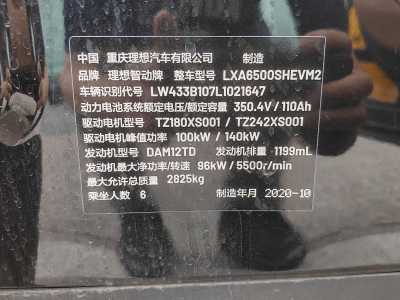 中国 重庆理想汽车有限公司 制造
品牌 理想智动牌 整车型号 LXA6500SHEVM2
车辆识别代号 LW433B107L1021647
动力电池系统额定电压/额定容量 350.4V / 110Ah
驱动电机型号 TZ180XS001 / TZ242XS001
驱动电机峰值功率 100kW / 140kW
发动机型号 DAM12TD 发动机排量 1199mL
发动机最大净功率/转速 96kW / 5500r/min
最大允许总质量 2825kg
乘坐人数 6 制造年月 2020-10